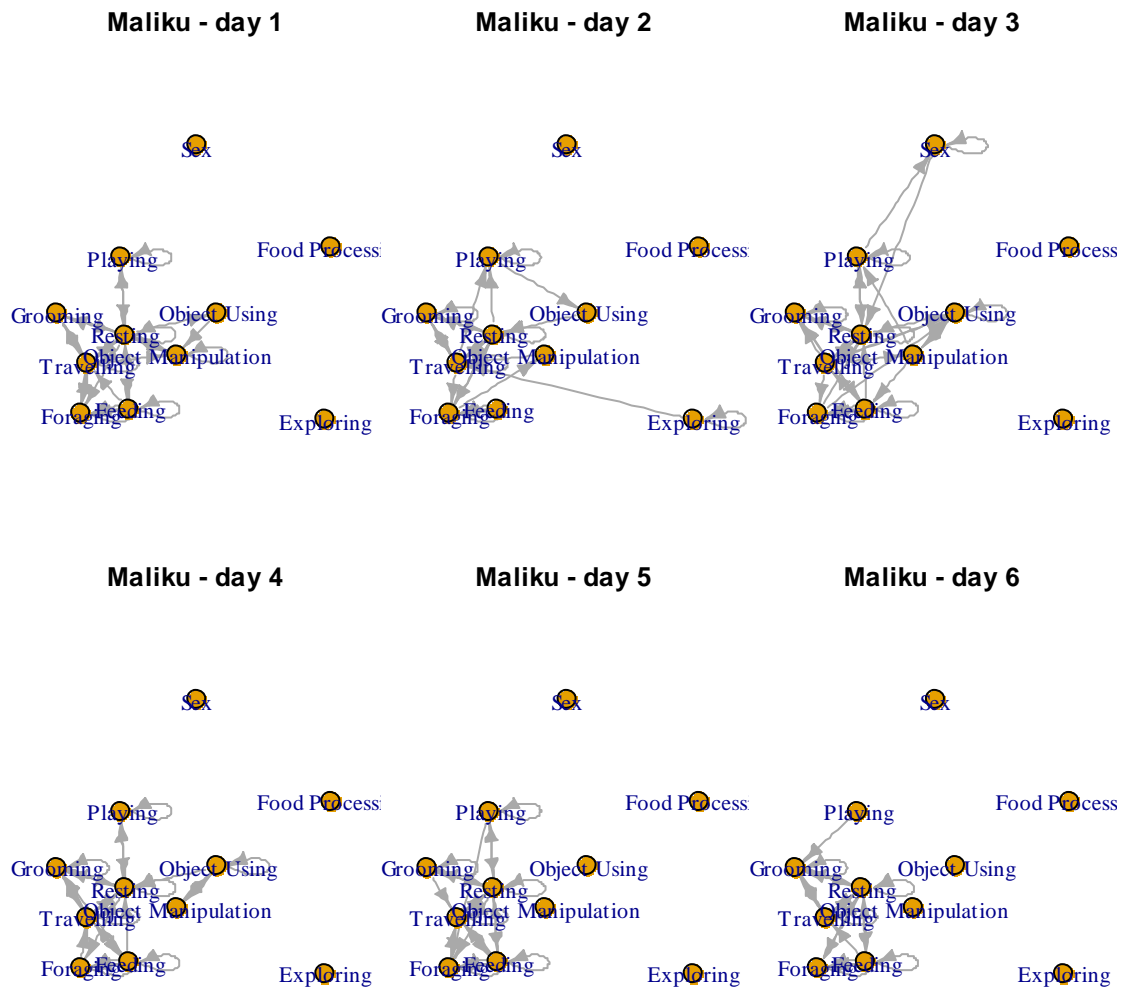 Maliku - day 1
Maliku - day 2
Maliku - day 3
Sex
Sex
Sex
Food Process
Food Process
Food Process
Playing
Playing
Playing
Grooming
Object Using
Grooming
Object Using
Grooming
Object Using
Resting
Resting
Resting
Object Manipulation
Object Manipulation
Object Manipulation
Travelling
Travelling
Travelling
Foraging
Feeding
Foraging
Feeding
Foraging
Feeding
Exploring
Exploring
Exploring
Maliku - day 4
Maliku - day 5
Maliku - day 6
Sex
Sex
Sex
Food Process
Food Process
Food Process
Playing
Playing
Playing
Grooming
Object Using
Grooming
Object Using
Grooming
Object Using
Resting
Resting
Resting
Object Manipulation
Object Manipulation
Object Manipulation
Travelling
Travelling
Travelling
Foraging
Feeding
Foraging
Feeding
Foraging
Feeding
Exploring
Exploring
Exploring